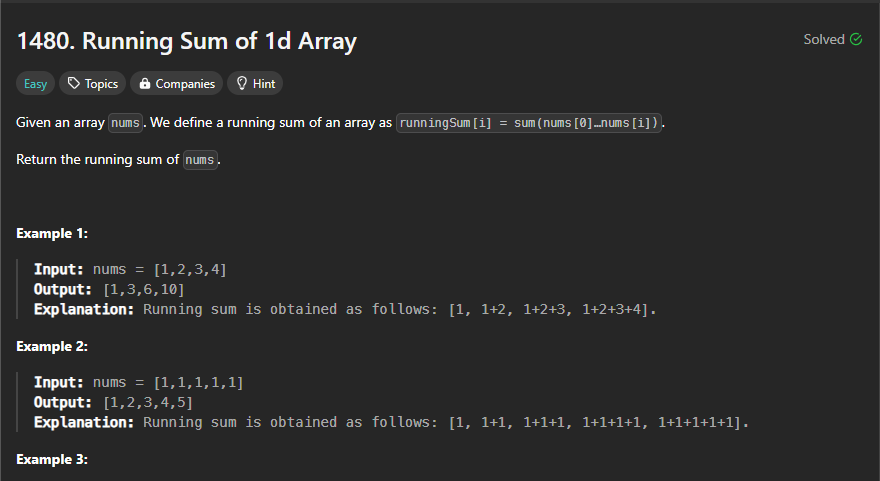 1480. Running Sum of 1d Array
Solved
Easy Topics Companies Hint
Given an array nums. We define a running sum of an array as runningSum[i] = sum(nums[0]…nums[i]).
Return the running sum of nums.
Example 1:
Input: nums = [1,2,3,4]
Output: [1,3,6,10]
Explanation: Running sum is obtained as follows: [1, 1+2, 1+2+3, 1+2+3+4].
Example 2:
Input: nums = [1,1,1,1,1]
Output: [1,2,3,4,5]
Explanation: Running sum is obtained as follows: [1, 1+1, 1+1+1, 1+1+1+1, 1+1+1+1+1].
Example 3: